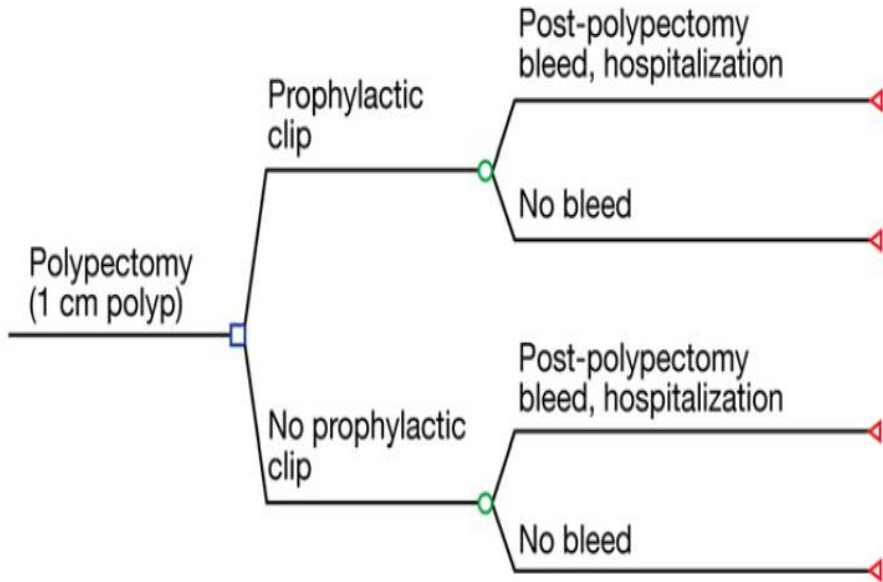 Post-polypectomy
bleed, hospitalization
Prophylactic
clip
No bleed
Polypectomy
(1 cm polyp)
Post-polypectomy
bleed, hospitalization
No prophylactic
clip
No bleed